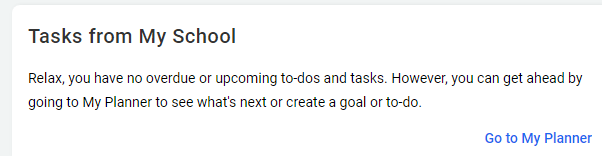 Tasks from My School
Relax, you have no overdue or upcoming to-dos and tasks. However, you can get ahead by
going to My Planner to see what's next or create a goal or to-do.
Go to My Planner